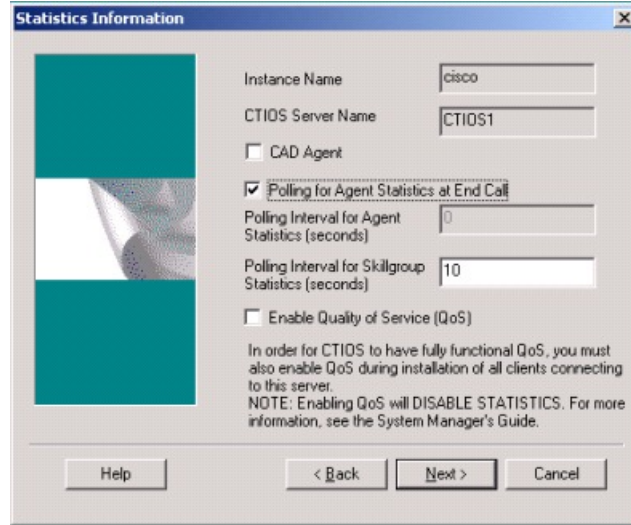 Statistics Information
Instance Name
cisco
CTIOS Server Name
CTIOS1
CAD Agent
Polling for Agent Statistics at End Call
Polling Interval for Agent
Statistics (seconds)
0
Polling Interval for Skillgroup
Statistics (seconds)
10
Enable Quality of Service (QoS)
In order for CTIOS to have fully functional QoS, you must
also enable QoS during installation of all clients connecting
to this server.
NOTE: Enabling QoS will DISABLE STATISTICS. For more
information, see the System Manager's Guide.
Help
< Back
Next >
Cancel